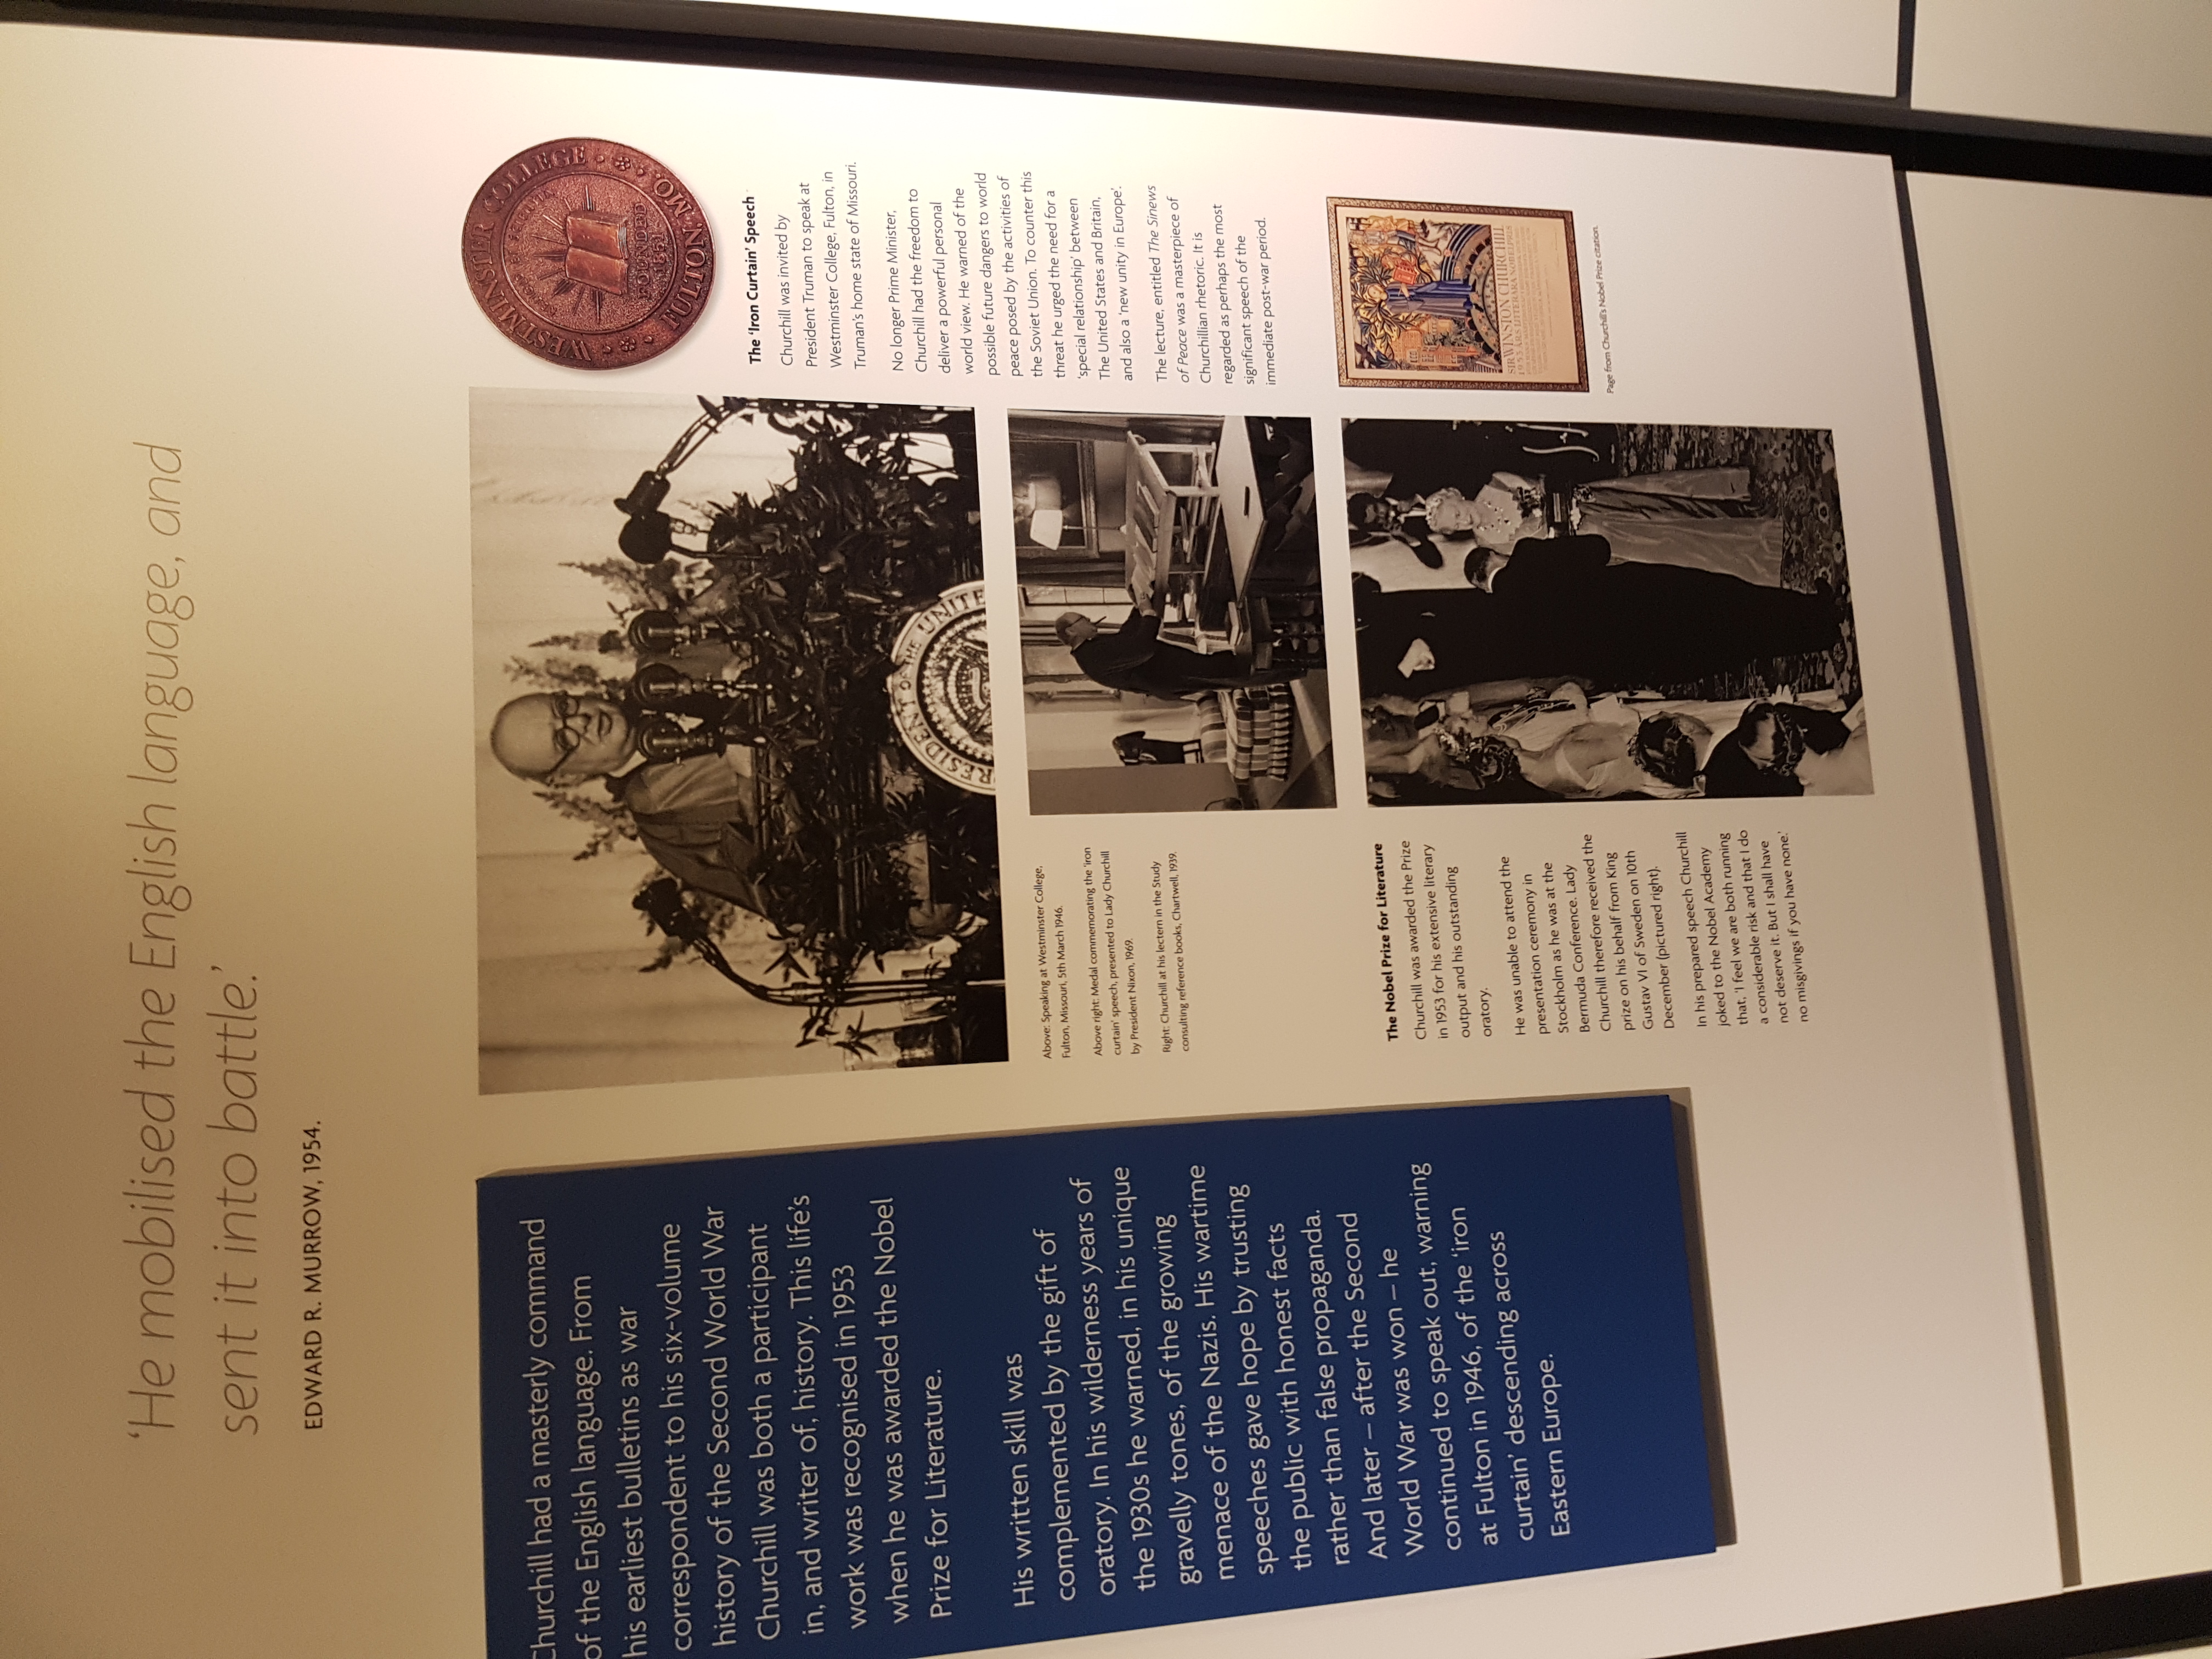 'He mobilised the English language, and
sent it into battle.'
EDWARD R. MURROW, 1954.
Churchill had a masterly command
of the English language. From
his earliest bulletins as war
correspondent to his six-volume
history of the Second World War
Churchill was both a participant
in, and writer of, history. This life's
work was recognised in 1953
when he was awarded the Nobel
Prize for Literature.
His written skill was
complemented by the gift of
oratory. In his wilderness years of
the 1930s he warned, in his unique
gravelly tones, of the growing
menace of the Nazis. His wartime
speeches gave hope by trusting
the public with honest facts
rather than false propaganda.
And later – after the Second
World War was won – he
continued to speak out, warning
at Fulton in 1946, of the 'iron
curtain' descending across
Eastern Europe.
PRESIDENT OF THE UNITE
Above: Speaking at Westminster College,
Fulton, Missouri, 5th March 1946.
Above right: Medal commemorating the 'iron
curtain' speech, presented to Lady Churchill
by President Nixon, 1969.
Right: Churchill at his lectern in the Study
consulting reference books, Chartwell, 1939.
The Nobel Prize for Literature
Churchill was awarded the Prize
in 1953 for his extensive literary
output and his outstanding
oratory.
He was unable to attend the
presentation ceremony in
Stockholm as he was at the
Bermuda Conference. Lady
Churchill therefore received the
prize on his behalf from King
Gustav VI of Sweden on 10th
December (pictured right).
In his prepared speech Churchill
joked to the Nobel Academy
that, 'I feel we are both running
a considerable risk and that I do
not deserve it. But I shall have
no misgivings if you have none.'
WESTMINSTER COLLEGE
FULTON, MO.
FOUNDED
1851
The 'Iron Curtain' Speech
Churchill was invited by
President Truman to speak at
Westminster College, Fulton, in
Truman's home state of Missouri.
No longer Prime Minister,
Churchill had the freedom to
deliver a powerful personal
world view. He warned of the
possible future dangers to world
peace posed by the activities of
the Soviet Union. To counter this
threat he urged the need for a
'special relationship' between
The United States and Britain,
and also a 'new unity in Europe'.
The lecture, entitled The Sinews
of Peace was a masterpiece of
Churchillian rhetoric. It is
regarded as perhaps the most
significant speech of the
immediate post-war period.
SIR WINSTON CHURCHILL
Page from Churchill's Nobel Prize citation.